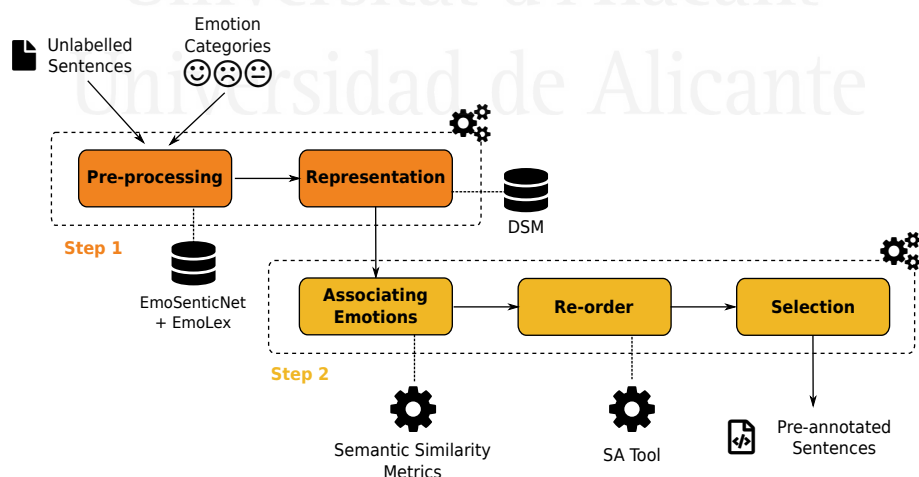 Universitat d'Alacant
Universidad de Alicante
Unlabelled
Sentences
Emotion
Categories
Pre-processing
Representation
DSM
Step 1
EmoSenticNet
+ EmoLex
Associating
Emotions
Re-order
Selection
Step 2
Semantic Similarity
Metrics
SA Tool
</>
Pre-annotated
Sentences